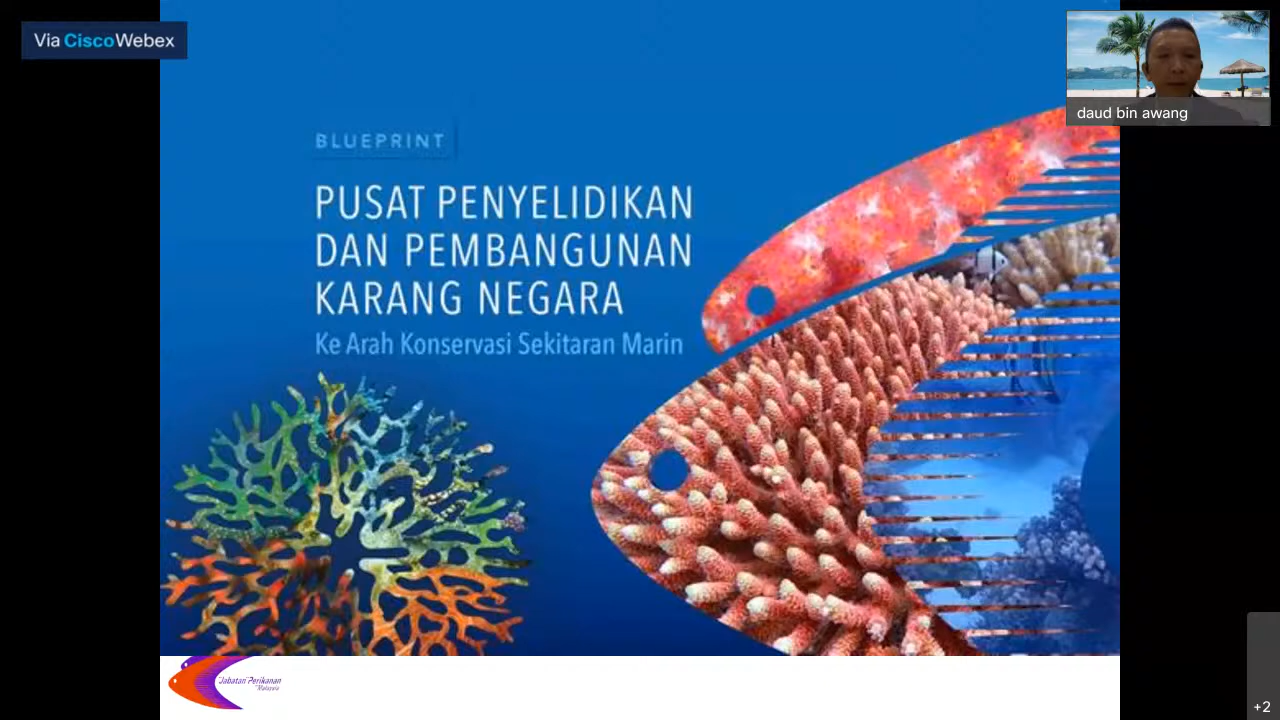 Via CiscoWebex
daud bin awang
BLUEPRINT
PUSAT PENYELIDIKAN
DAN PEMBANGUNAN
KARANG NEGARA
Ke Arah Konservasi Sekitaran Marin
Jabatan Perikanan
Malaysia
+2